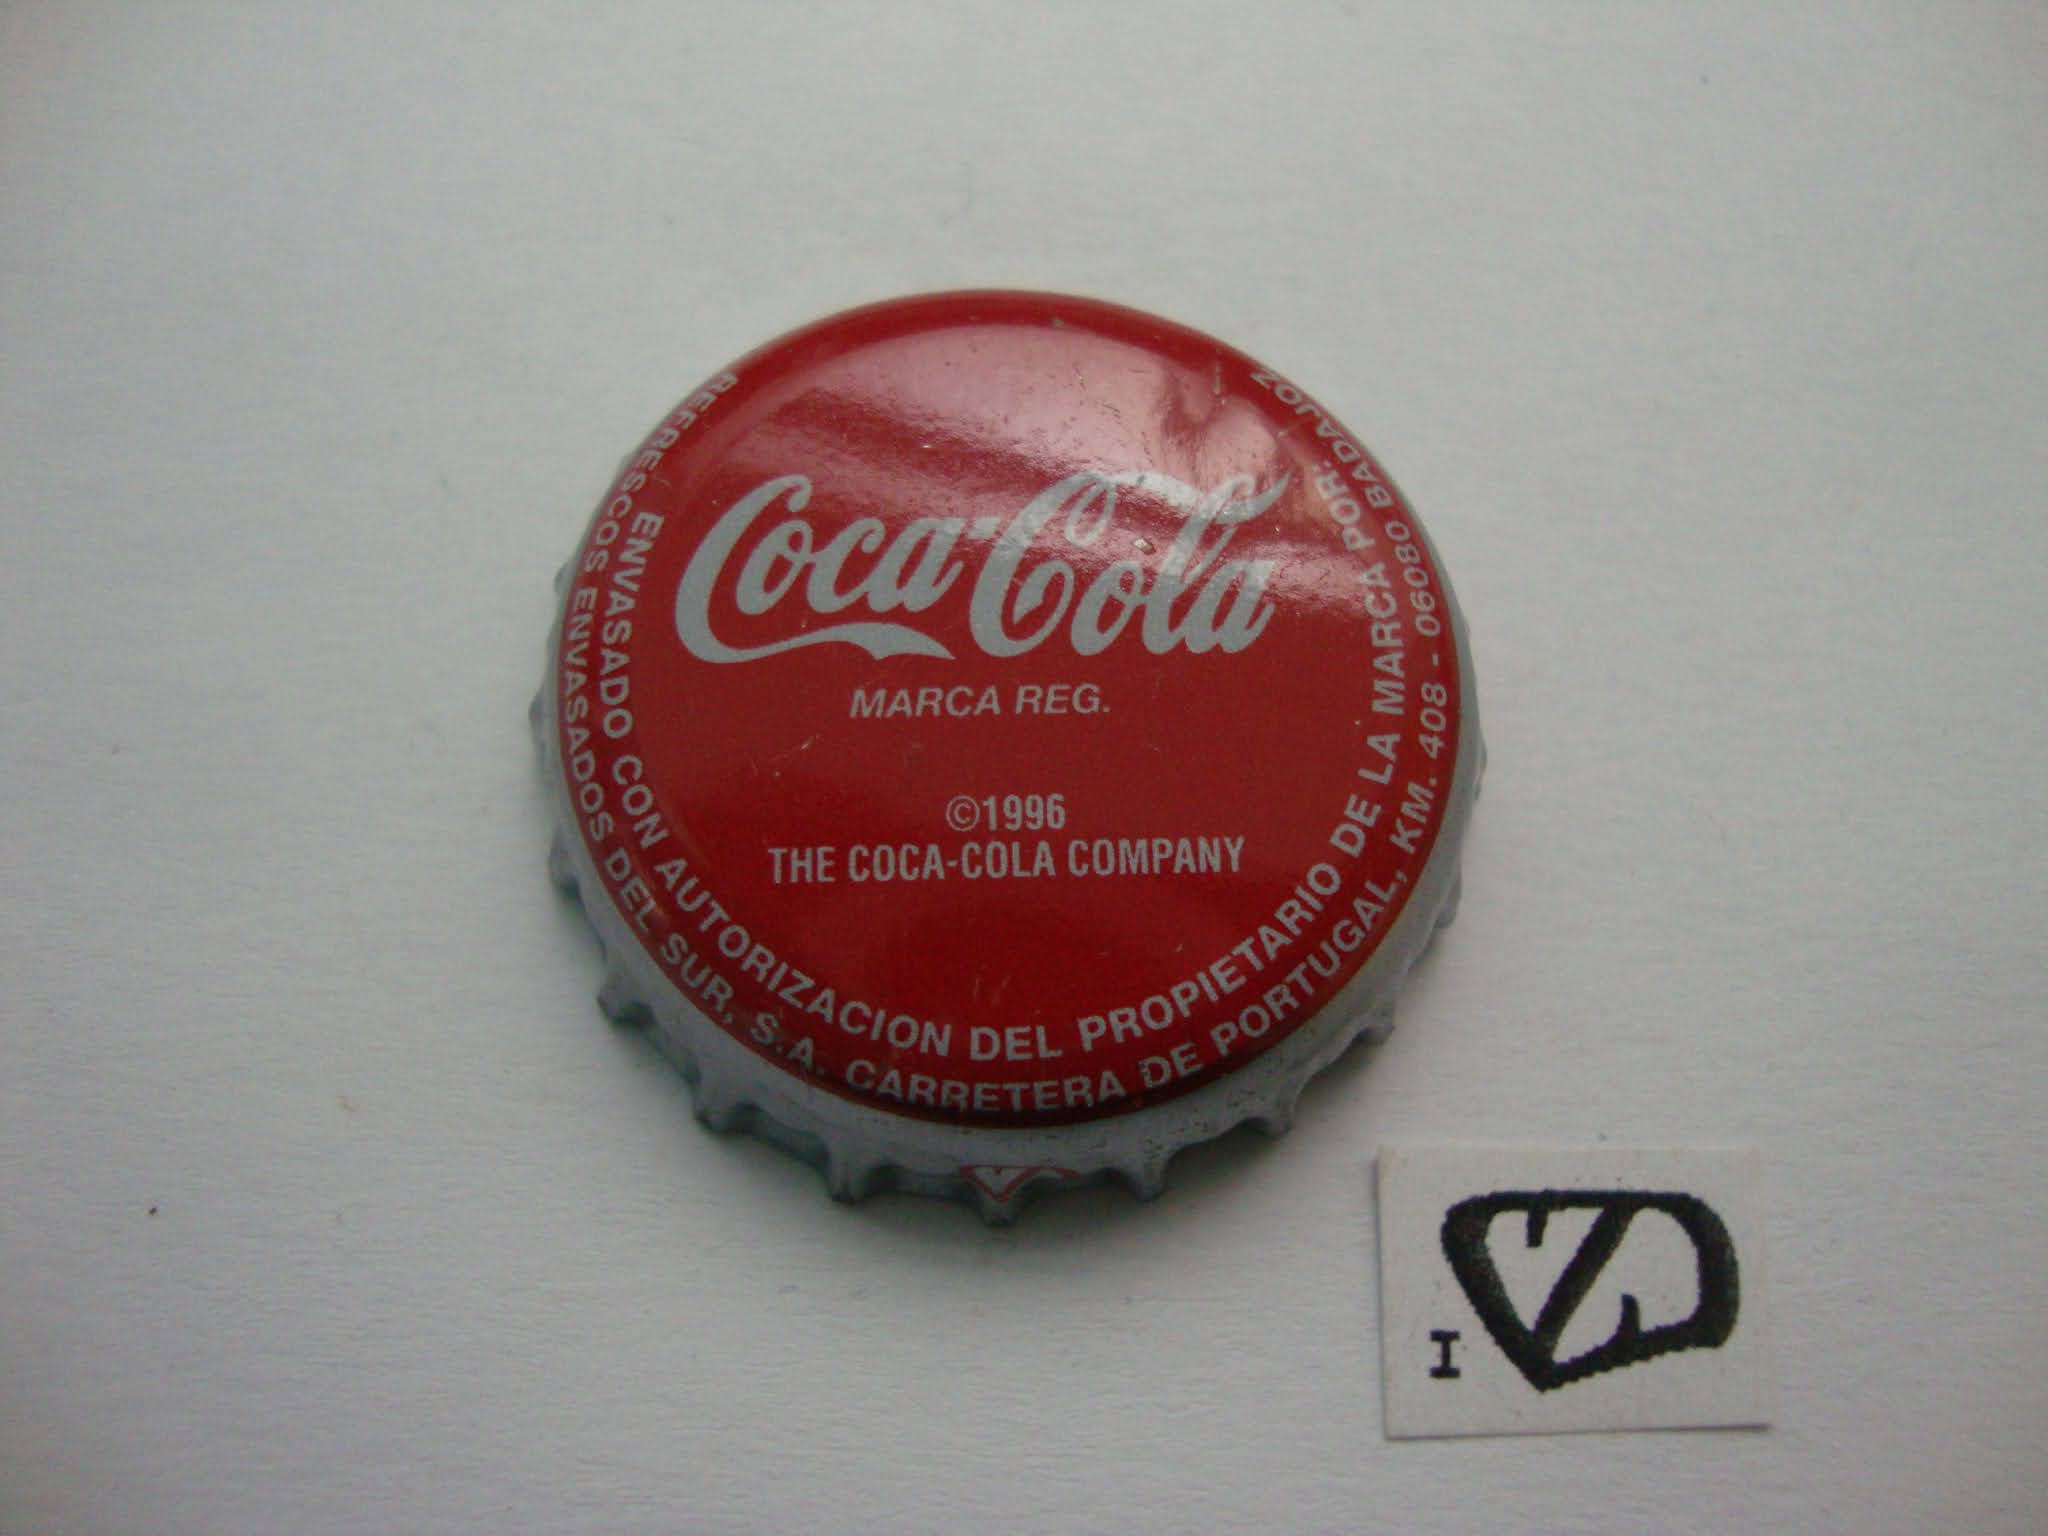 Coca-Cola
MARCA REG.
©1996
THE COCA-COLA COMPANY
ENVASADO CON AUTORIZACION DEL PROPIETARIO DE LA MARCA POR:
REFRESCOS ENVASADOS DEL SUR, S.A. CARRETERA DE PORTUGAL, KM. 408 - 06080 BADAJOZ
I